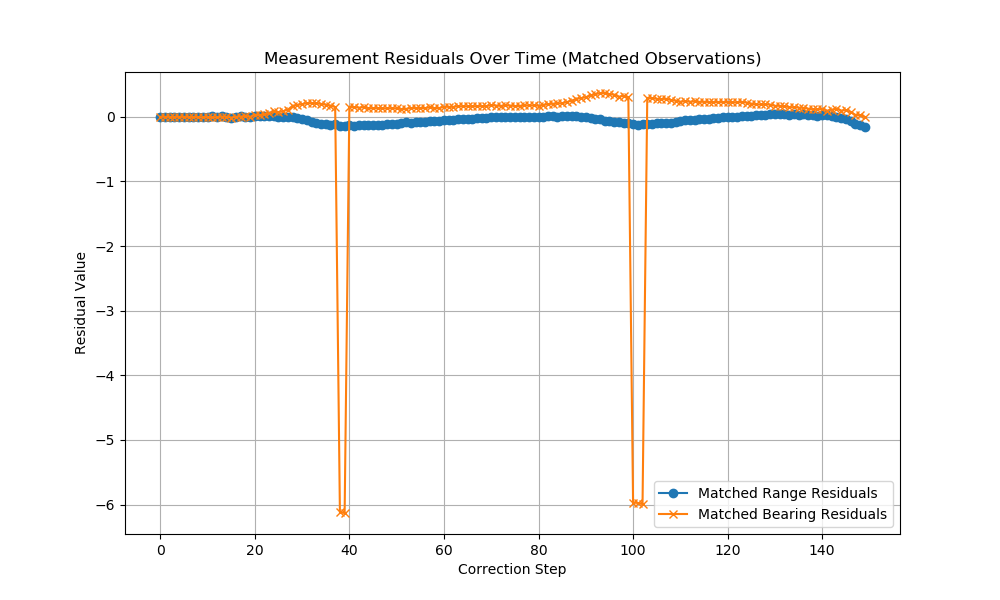 Measurement Residuals Over Time (Matched Observations)
Residual Value
0
−1
−2
−3
−4
−5
−6
0 20 40 60 80 100 120 140
Correction Step
Matched Range Residuals
Matched Bearing Residuals